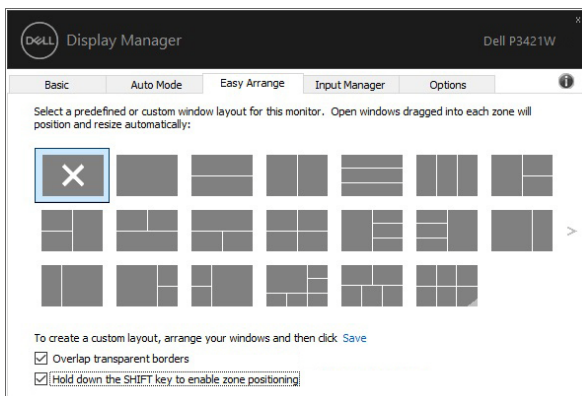 x
DELL Display Manager Dell P3421W
Basic Auto Mode Easy Arrange Input Manager Options i
Select a predefined or custom window layout for this monitor. Open windows dragged into each zone will
position and resize automatically:
>
To create a custom layout, arrange your windows and then click Save
Overlap transparent borders
Hold down the SHIFT key to enable zone positioning